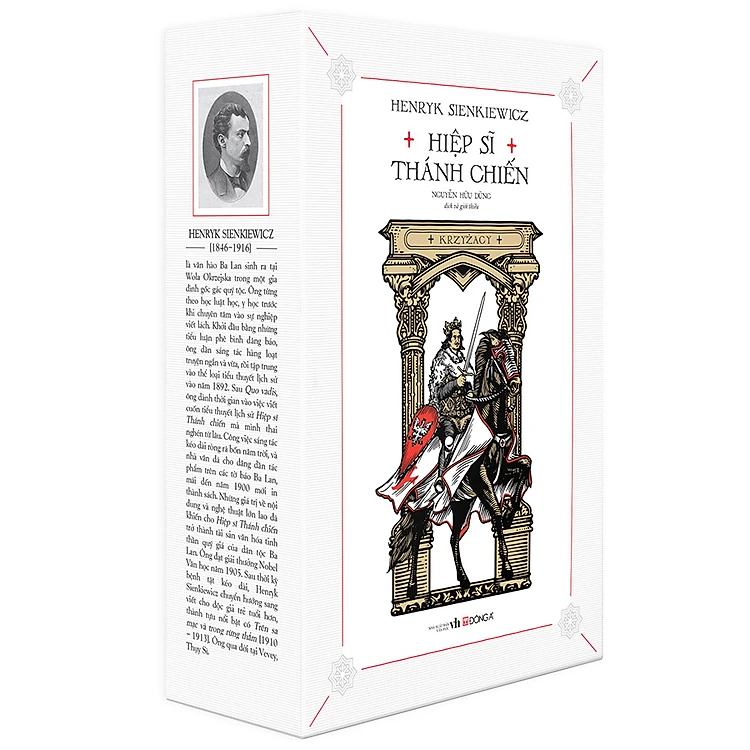 HENRYK SIENKIEWICZ
[1846-1916]
là văn hào Ba Lan sinh ra tại
Wola Okrzejska trong một gia
đình gốc gác quý tộc. Ông từng
theo học luật học, y học trước
khi chuyên tâm vào sự nghiệp
viết lách. Khởi đầu bằng những
tiểu luận phê bình đăng báo,
ông dần sáng tác hàng loạt
truyện ngắn và vừa, rồi tập trung
vào thể loại tiểu thuyết lịch sử
vào năm 1892. Sau Quo vadis,
ông dành thời gian vào việc viết
cuốn tiểu thuyết lịch sử Hiệp sĩ
Thánh chiến mà mình thai
nghén từ lâu. Công việc sáng tác
kéo dài ròng rã bốn năm trời, và
nhà văn đã cho đăng dần tác
phẩm trên các tờ báo Ba Lan,
mãi đến năm 1900 mới in
thành sách. Những giá trị về nội
dung và nghệ thuật lớn lao đã
khiến cho Hiệp sĩ Thánh chiến
trở thành tài sản văn hóa tinh
thần quý giá của dân tộc Ba
Lan. Ông đạt giải thưởng Nobel
Văn học năm 1905. Sau thời kỳ
bệnh tật kéo dài, Henryk
Sienkiewicz chuyển hướng sang
viết cho độc giả trẻ tuổi hơn,
thành tựu nổi bật có Trên sa
mạc và trong rừng thẳm [1910
- 1913]. Ông qua đời tại Vevey,
Thụy Sĩ.
HENRYK SIENKIEWICZ
+ HIỆP SĨ +
THÁNH CHIẾN
NGUYỄN HỮU DŨNG
dịch và giới thiệu
+ KRZYŻACY +
NHÀ XUẤT BẢN
VĂN HỌC
vh
ĐÔNG A